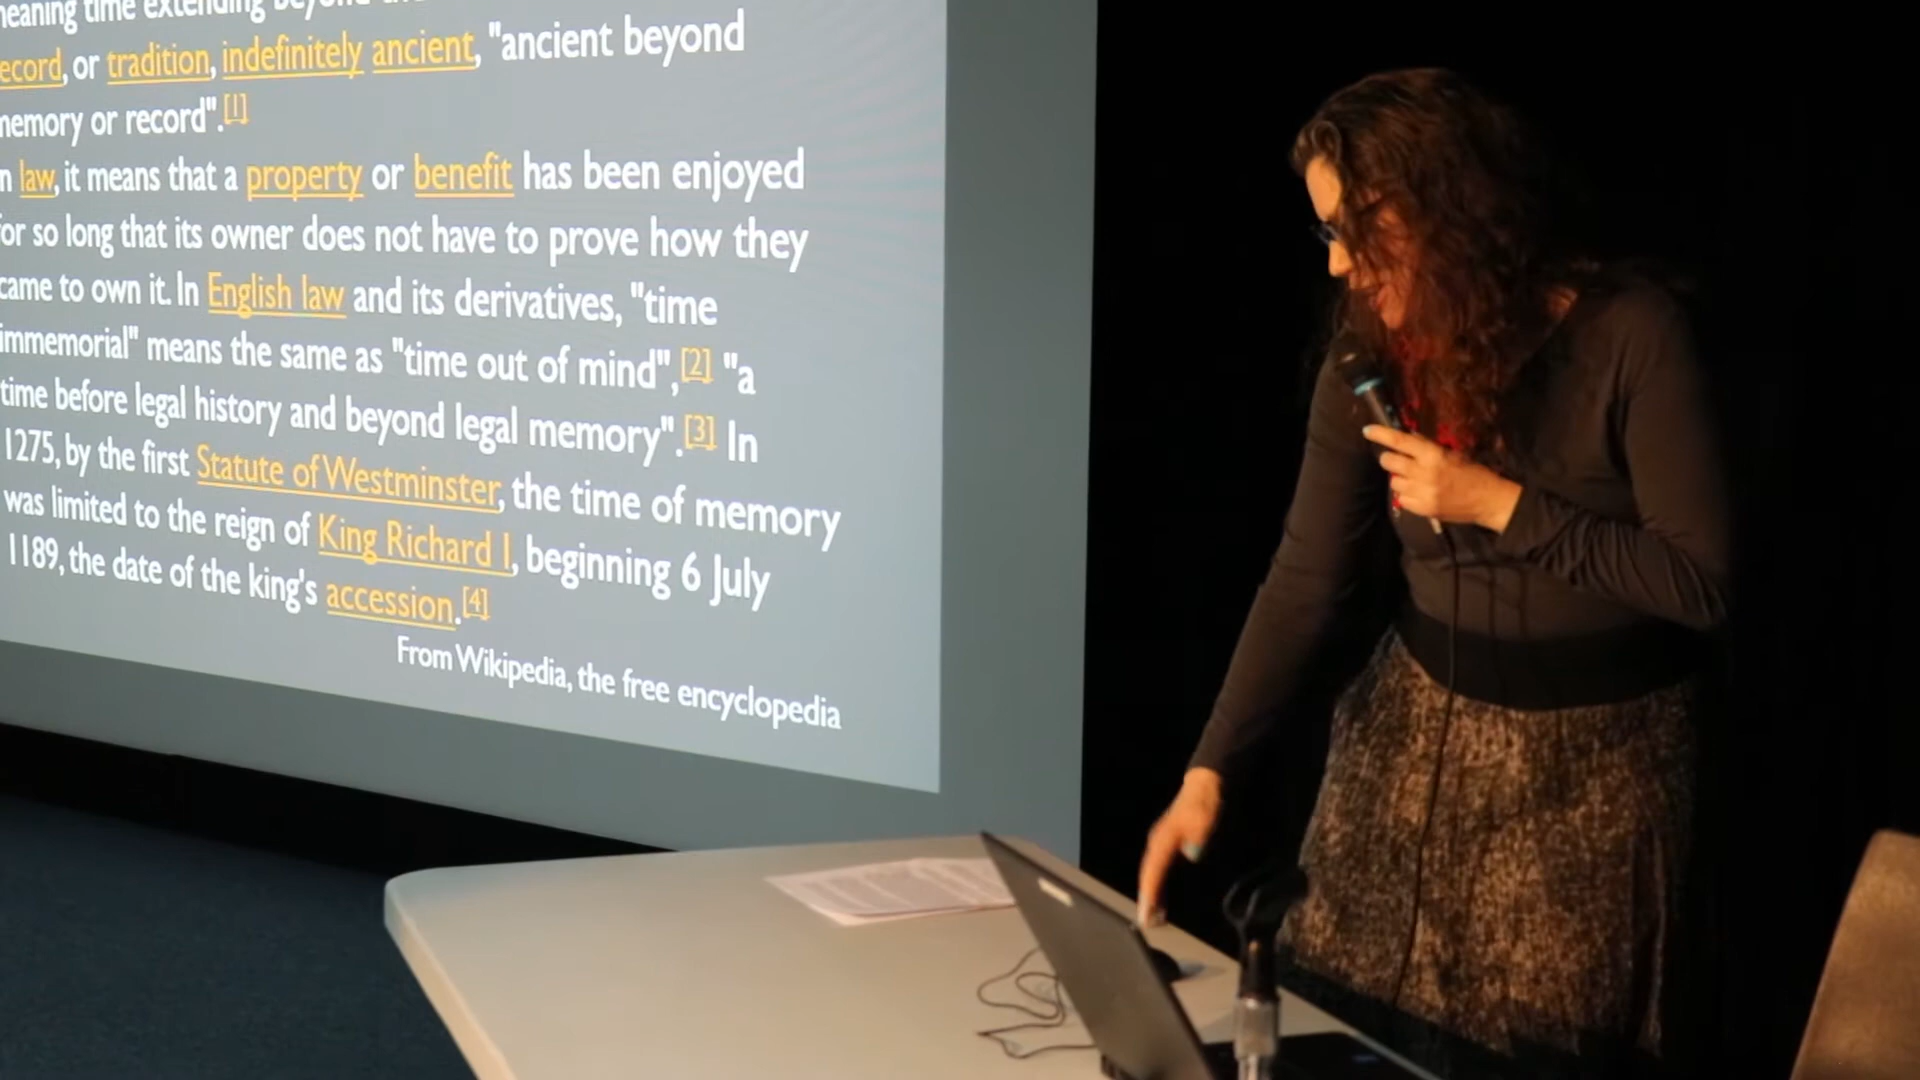 meaning time extending beyond
record, or tradition, indefinitely ancient, "ancient beyond
memory or record".[1]
In law, it means that a property or benefit has been enjoyed
for so long that its owner does not have to prove how they
came to own it. In English law and its derivatives, "time
immemorial" means the same as "time out of mind",[2] "a
time before legal history and beyond legal memory".[3] In
1275, by the first Statute of Westminster, the time of memory
was limited to the reign of King Richard I, beginning 6 July
1189, the date of the king's accession.[4]
From Wikipedia, the free encyclopedia